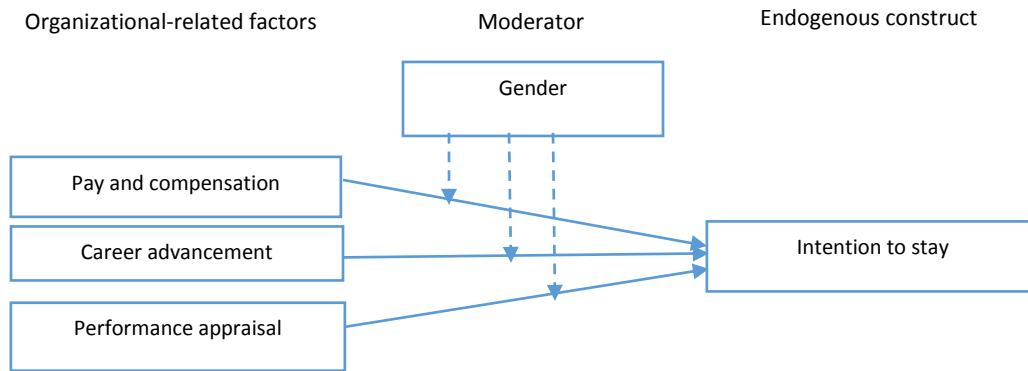 Organizational-related factors
Moderator
Endogenous construct
Gender
Pay and compensation
Career advancement
Intention to stay
Performance appraisal